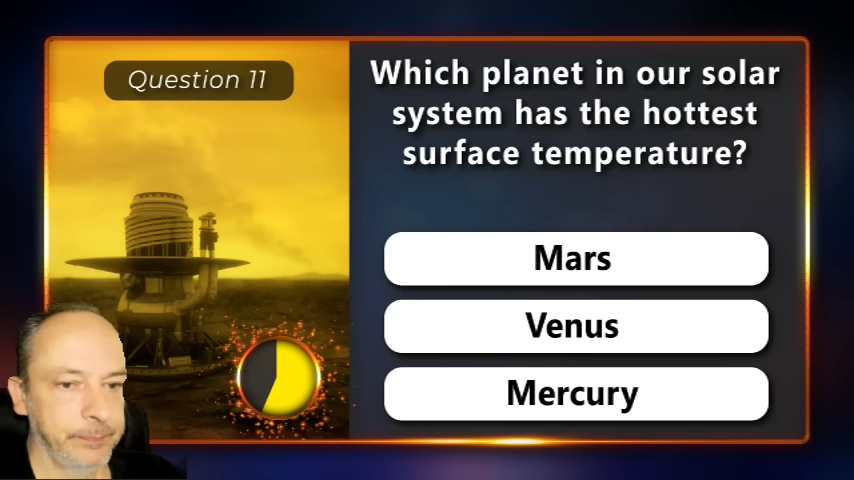 Question 11
Which planet in our solar
system has the hottest
surface temperature?
Mars
Venus
Mercury